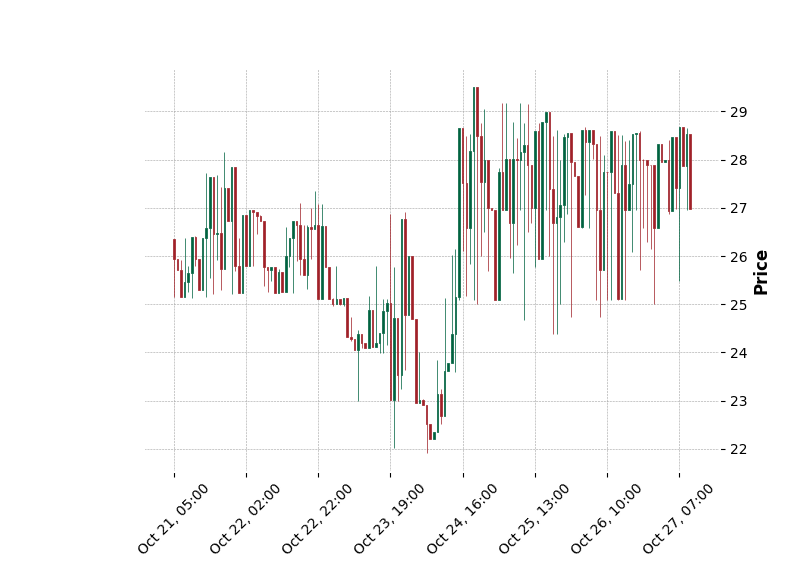 29
28
27
26
25
24
23
22
Price
Oct 21, 05:00
Oct 22, 02:00
Oct 22, 22:00
Oct 23, 19:00
Oct 24, 16:00
Oct 25, 13:00
Oct 26, 10:00
Oct 27, 07:00